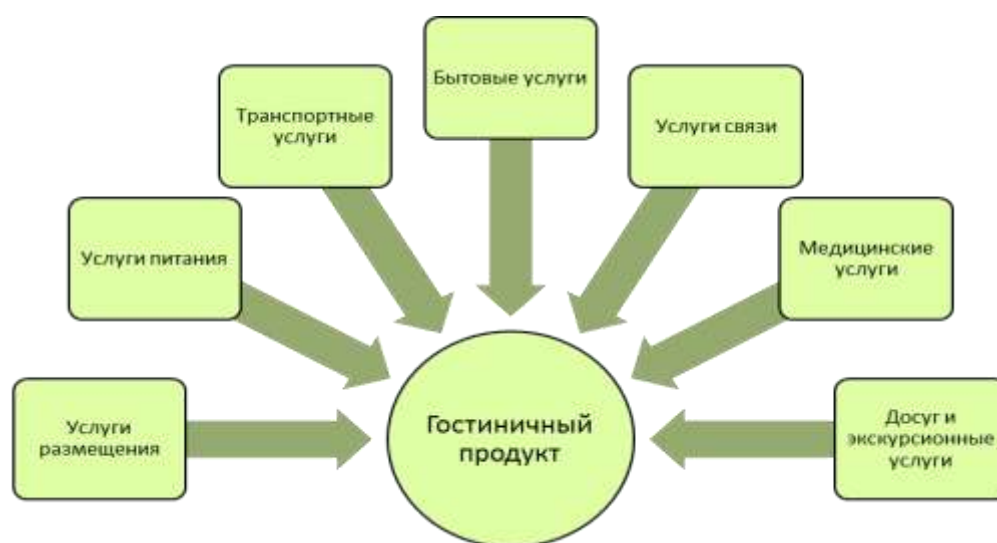 Бытовые услуги
Транспортные
услуги
Услуги связи
Услуги питания
Медицинские
услуги
Услуги
размещения
Гостиничный
продукт
Досуг и
экскурсионные
услуги